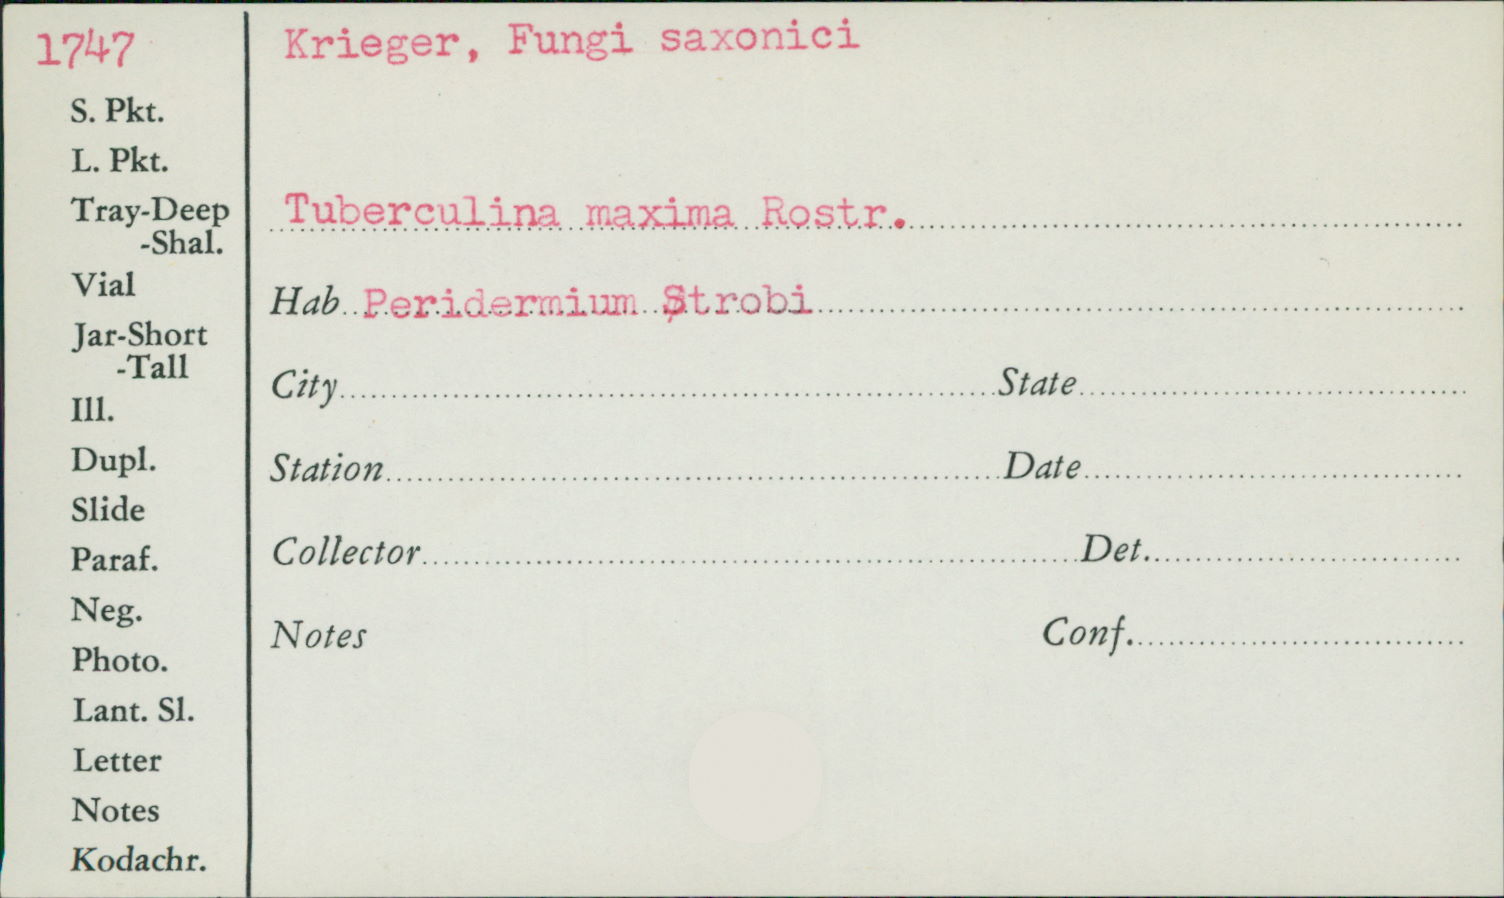 1747
Krieger, Fungi saxonici
S. Pkt.
L. Pkt.
Tray-Deep
-Shal.
Vial
Jar-Short
-Tall
Ill.
Dupl.
Slide
Paraf.
Neg.
Photo.
Lant. Sl.
Letter
Notes
Kodachr.
Tuberculina maxima Rostr.
Hab Peridermium Strobi
City State
Station Date
Collector Det.
Notes Conf.